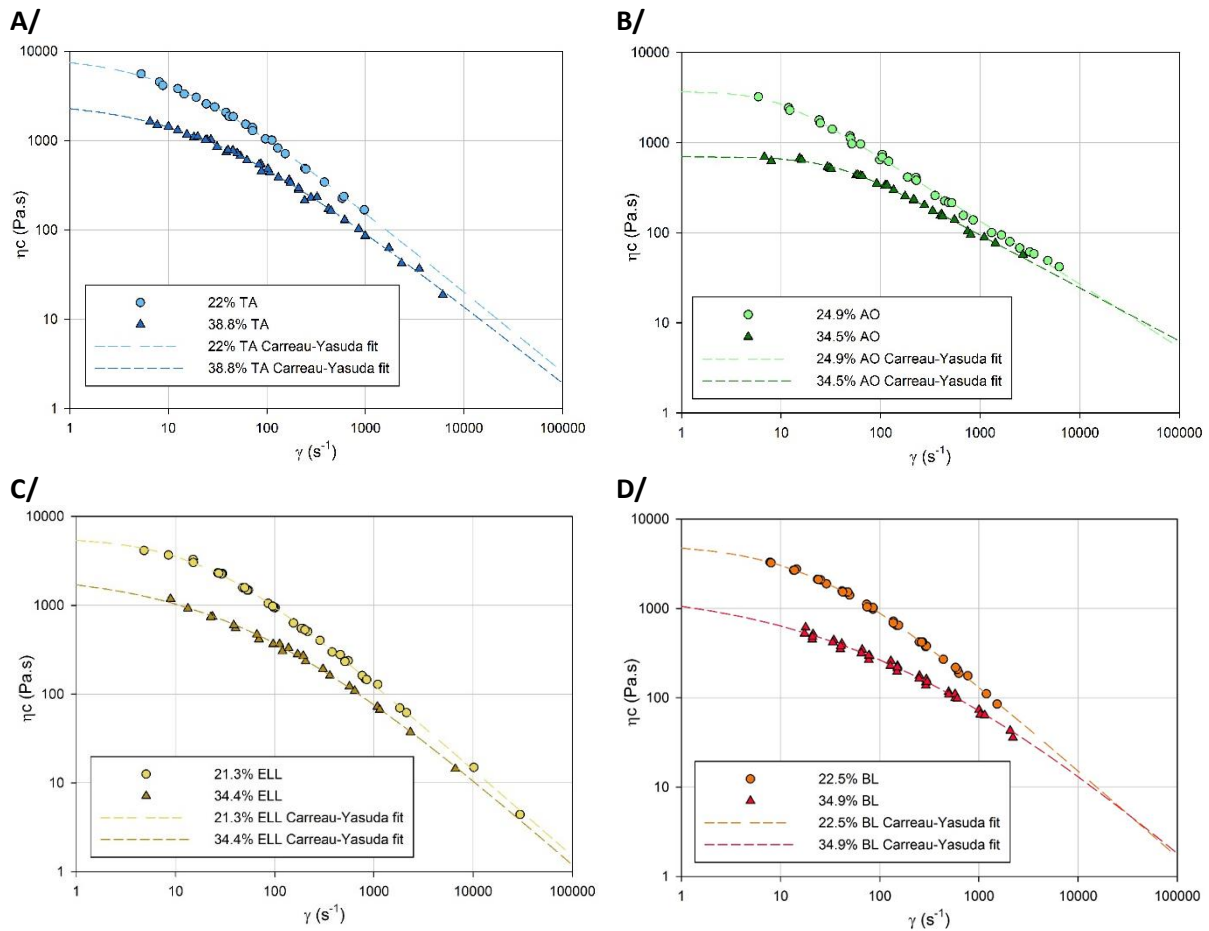 A/
10000
1000
100
10
1
ηc (Pa.s)
22% TA
38.8% TA
22% TA Carreau-Yasuda fit
38.8% TA Carreau-Yasuda fit
1 10 100 1000 10000 100000
γ (s⁻¹)
B/
10000
1000
100
10
1
ηc (Pa.s)
24.9% AO
34.5% AO
24.9% AO Carreau-Yasuda fit
34.5% AO Carreau-Yasuda fit
1 10 100 1000 10000 100000
γ (s⁻¹)
C/
10000
1000
100
10
1
ηc (Pa.s)
21.3% ELL
34.4% ELL
21.3% ELL Carreau-Yasuda fit
34.4% ELL Carreau-Yasuda fit
1 10 100 1000 10000 100000
γ (s⁻¹)
D/
10000
1000
100
10
1
ηc (Pa.s)
22.5% BL
34.9% BL
22.5% BL Carreau-Yasuda fit
34.9% BL Carreau-Yasuda fit
1 10 100 1000 10000 100000
γ (s⁻¹)